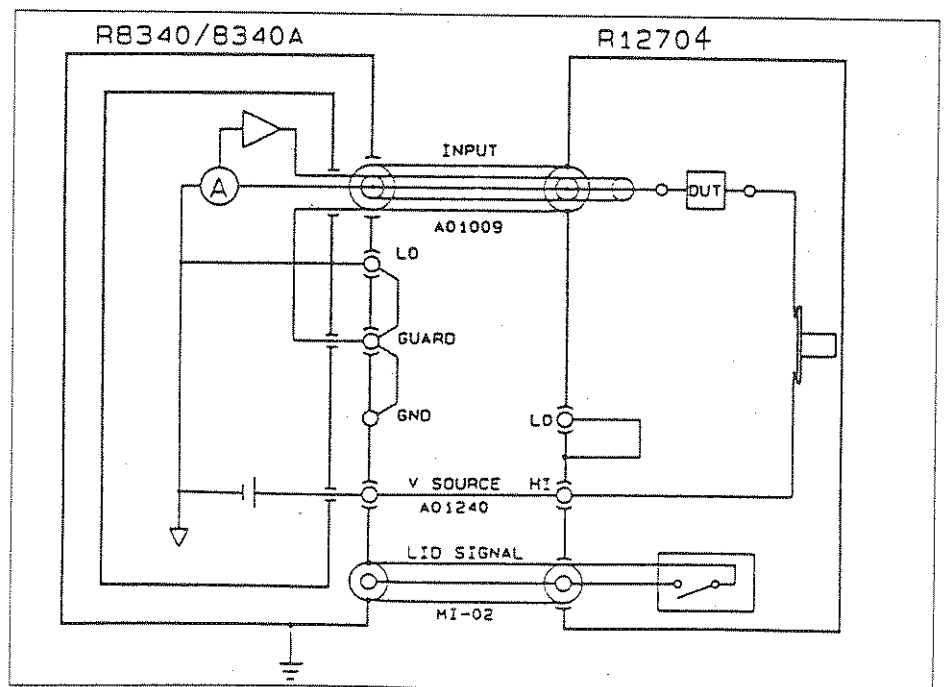 R8340/8340A
R12704
INPUT
A
DUT
A01009
LO
GUARD
GND
LO
V SOURCE
HI
A01240
LID SIGNAL
MI-02